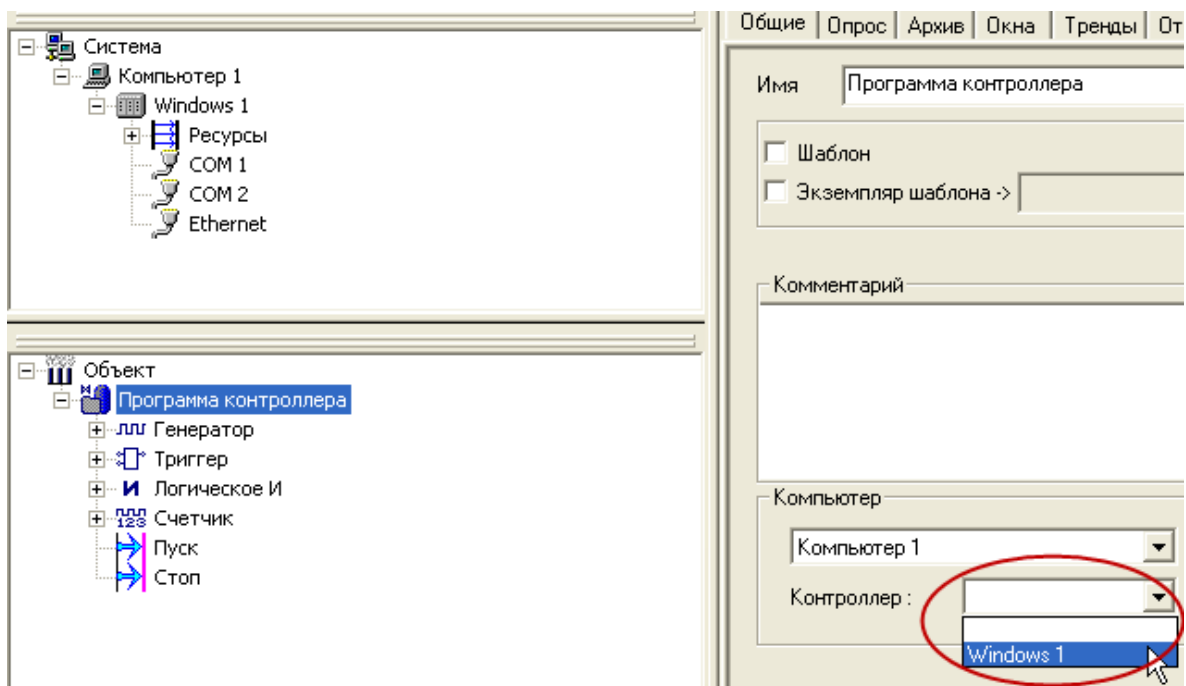 Система
Компьютер 1
Windows 1
Ресурсы
COM 1
COM 2
Ethernet
Объект
Программа контроллера
Генератор
Триггер
И Логическое И
123 Счетчик
Пуск
Стоп
Общие Опрос Архив Окна Тренды От
Имя Программа контроллера
Шаблон
Экземпляр шаблона ->
Комментарий
Компьютер
Компьютер 1
Контроллер :
Windows 1